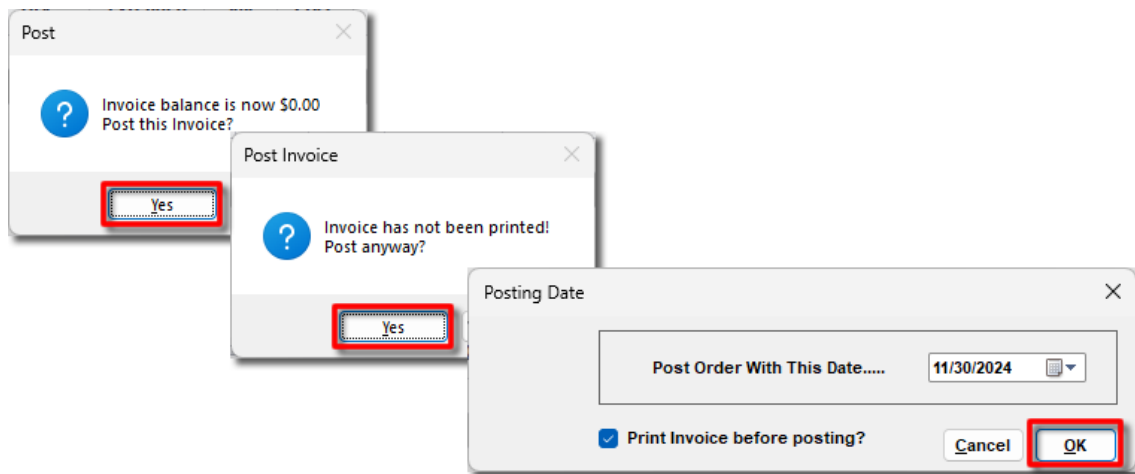 Post
Invoice balance is now $0.00
Post this Invoice?
Yes
Post Invoice
Invoice has not been printed!
Post anyway?
Yes
Posting Date
Post Order With This Date.....
11/30/2024
Print Invoice before posting?
Cancel
OK